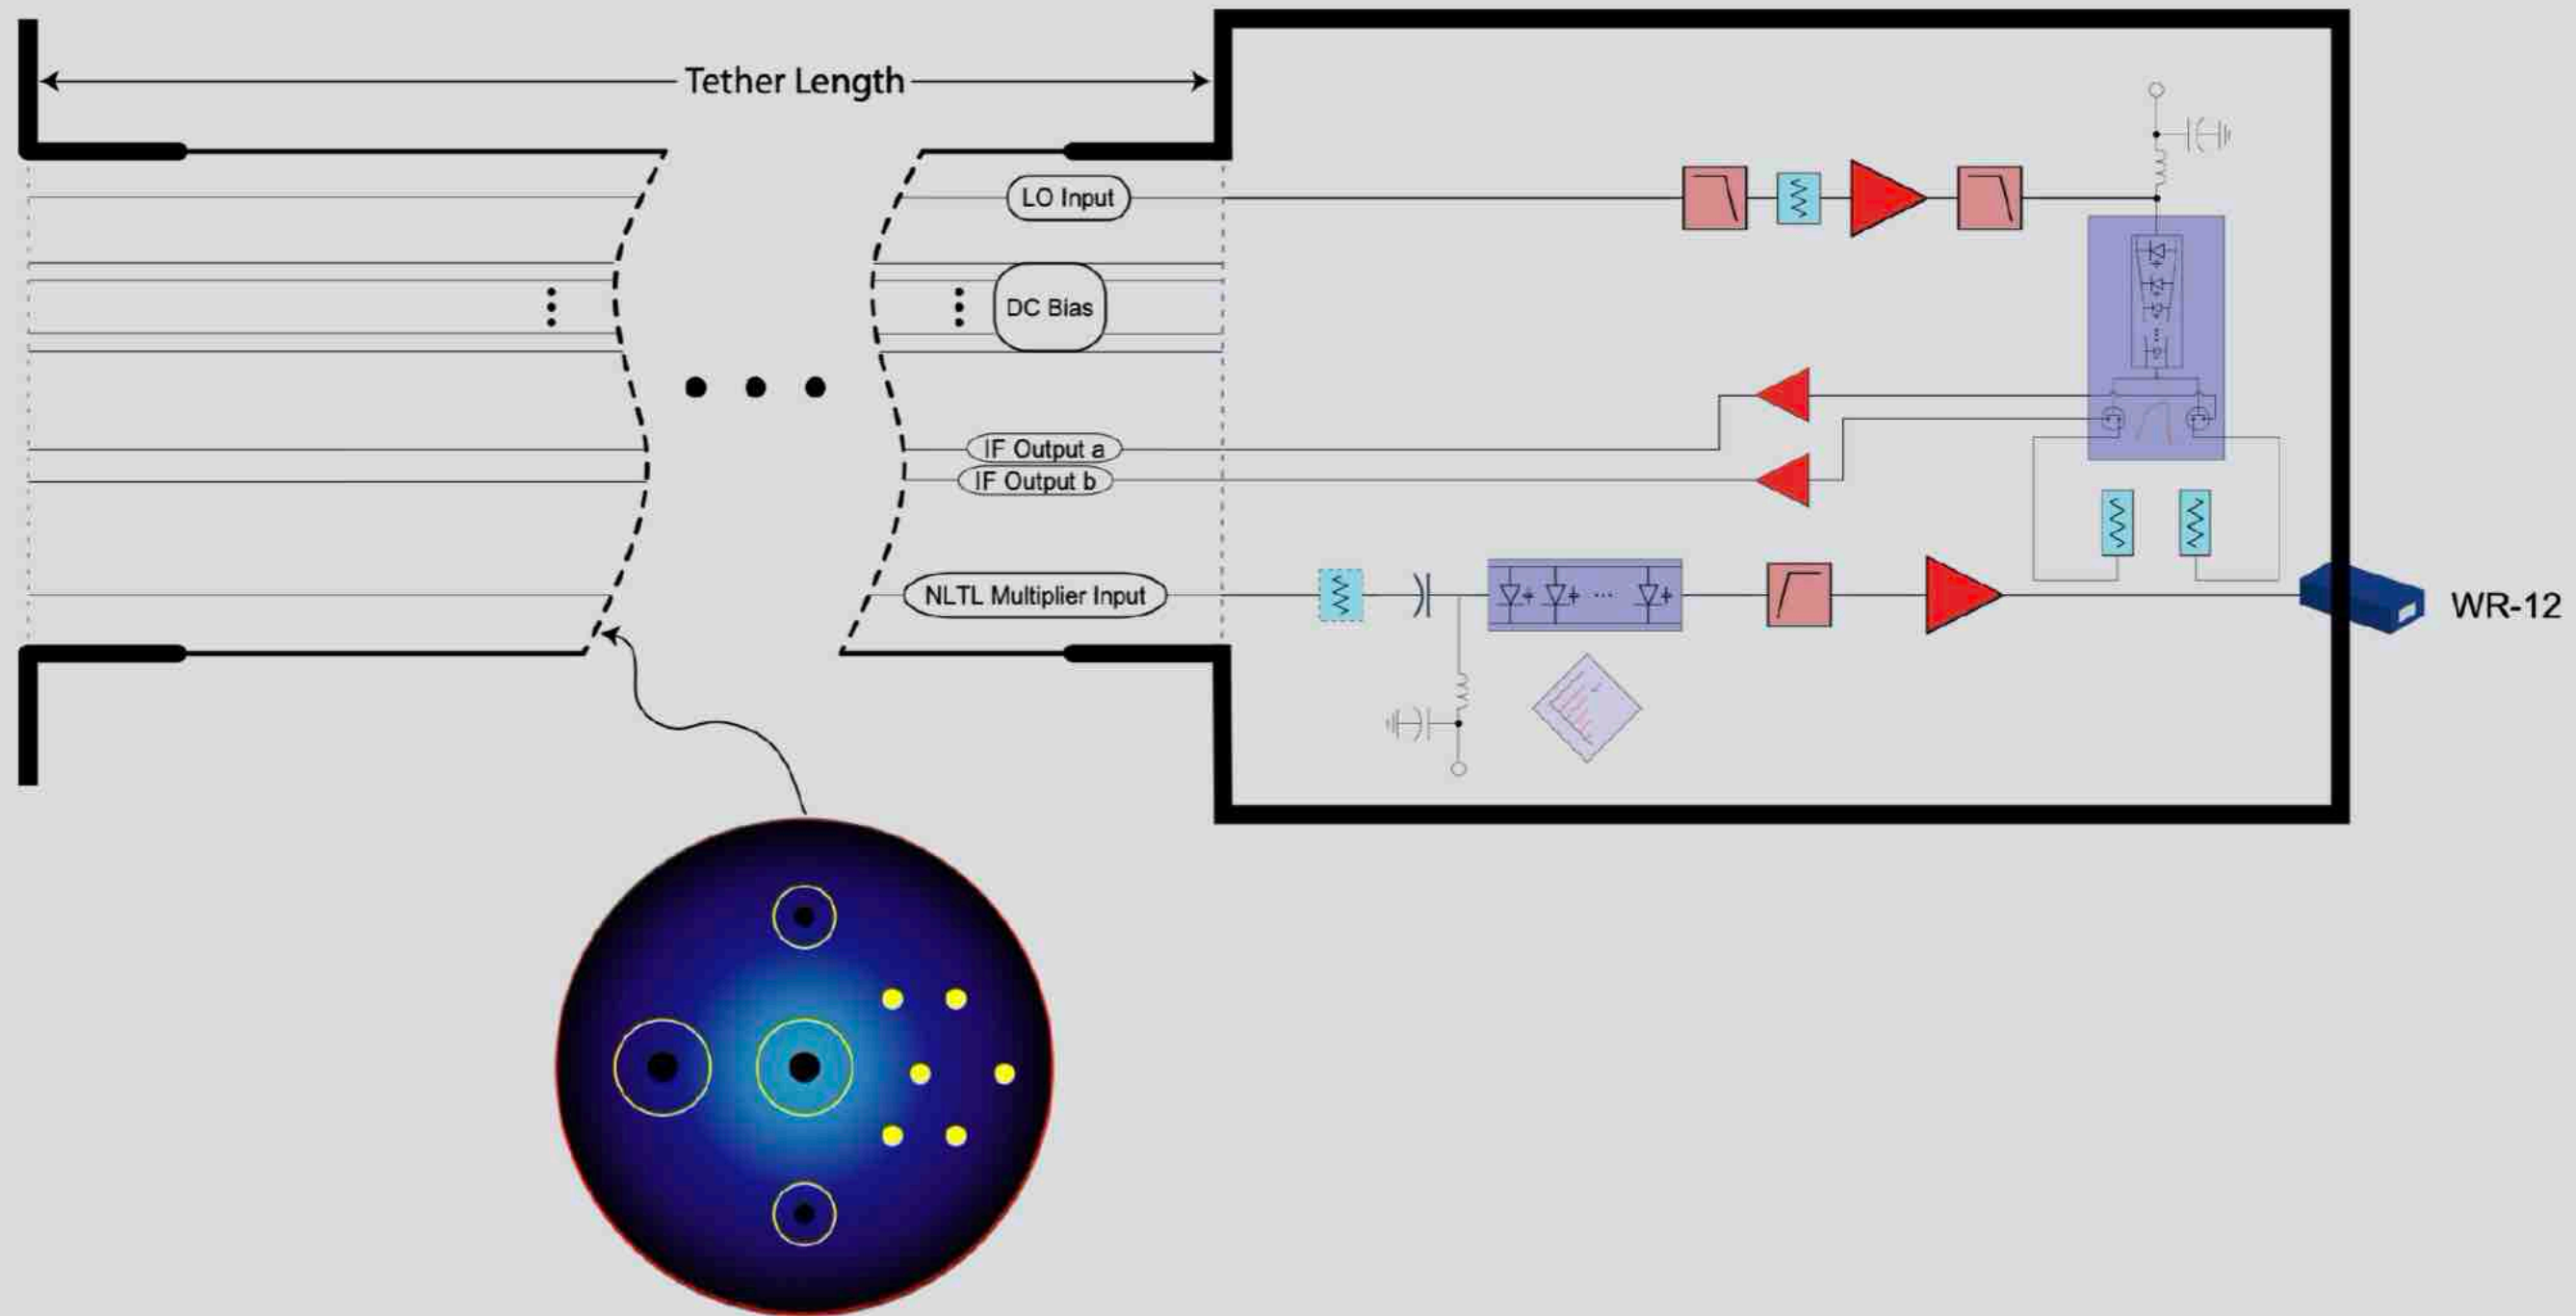 Tether Length
LO Input
DC Bias
IF Output a
IF Output b
NLTL Multiplier Input
WR-12